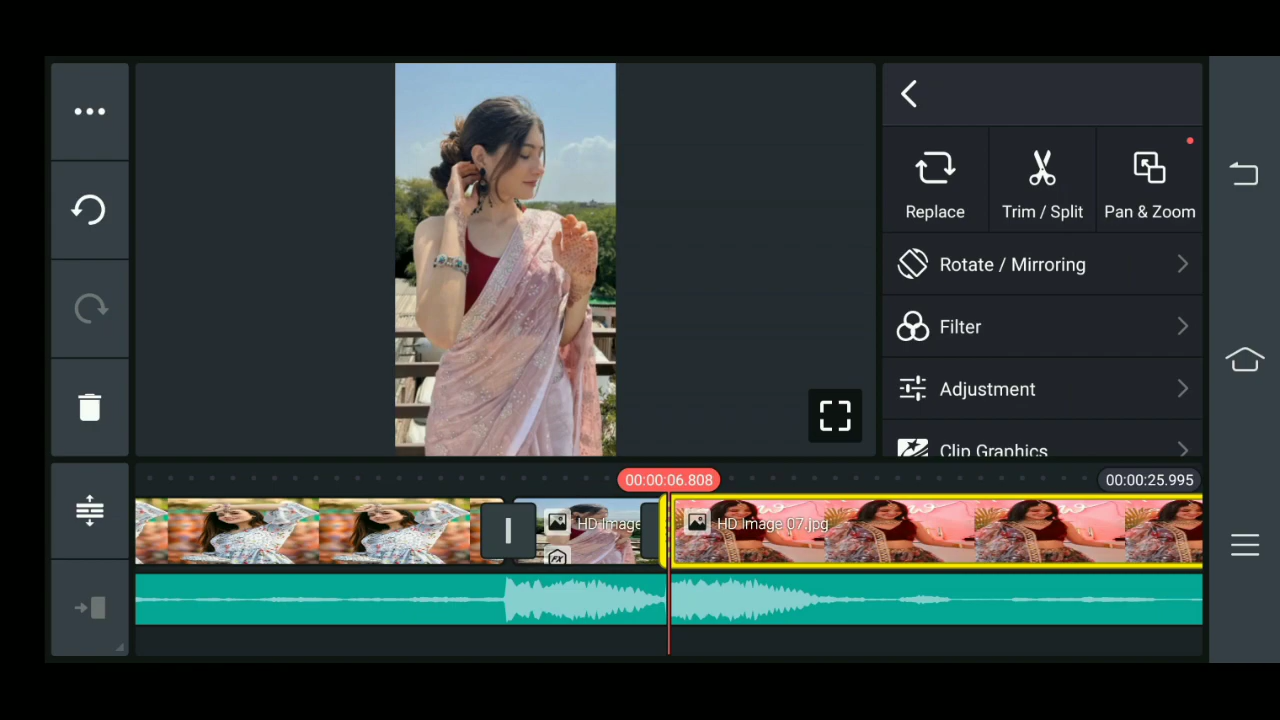 Replace
Trim / Split
Pan & Zoom
Rotate / Mirroring
Filter
Adjustment
Clip Graphics
00:00:06.808
00:00:25.995
HD Image
HD Image 07.jpg
FX